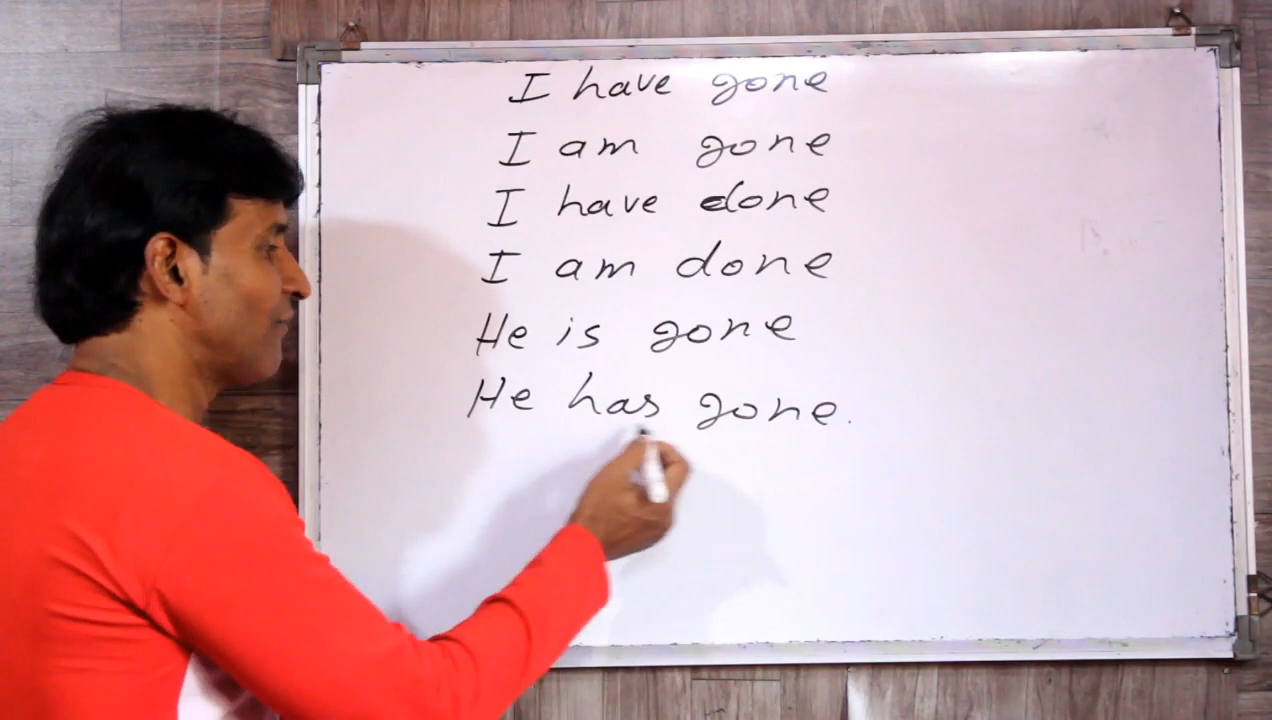 I have gone
I am gone
I have done
I am done
He is gone
He has gone.